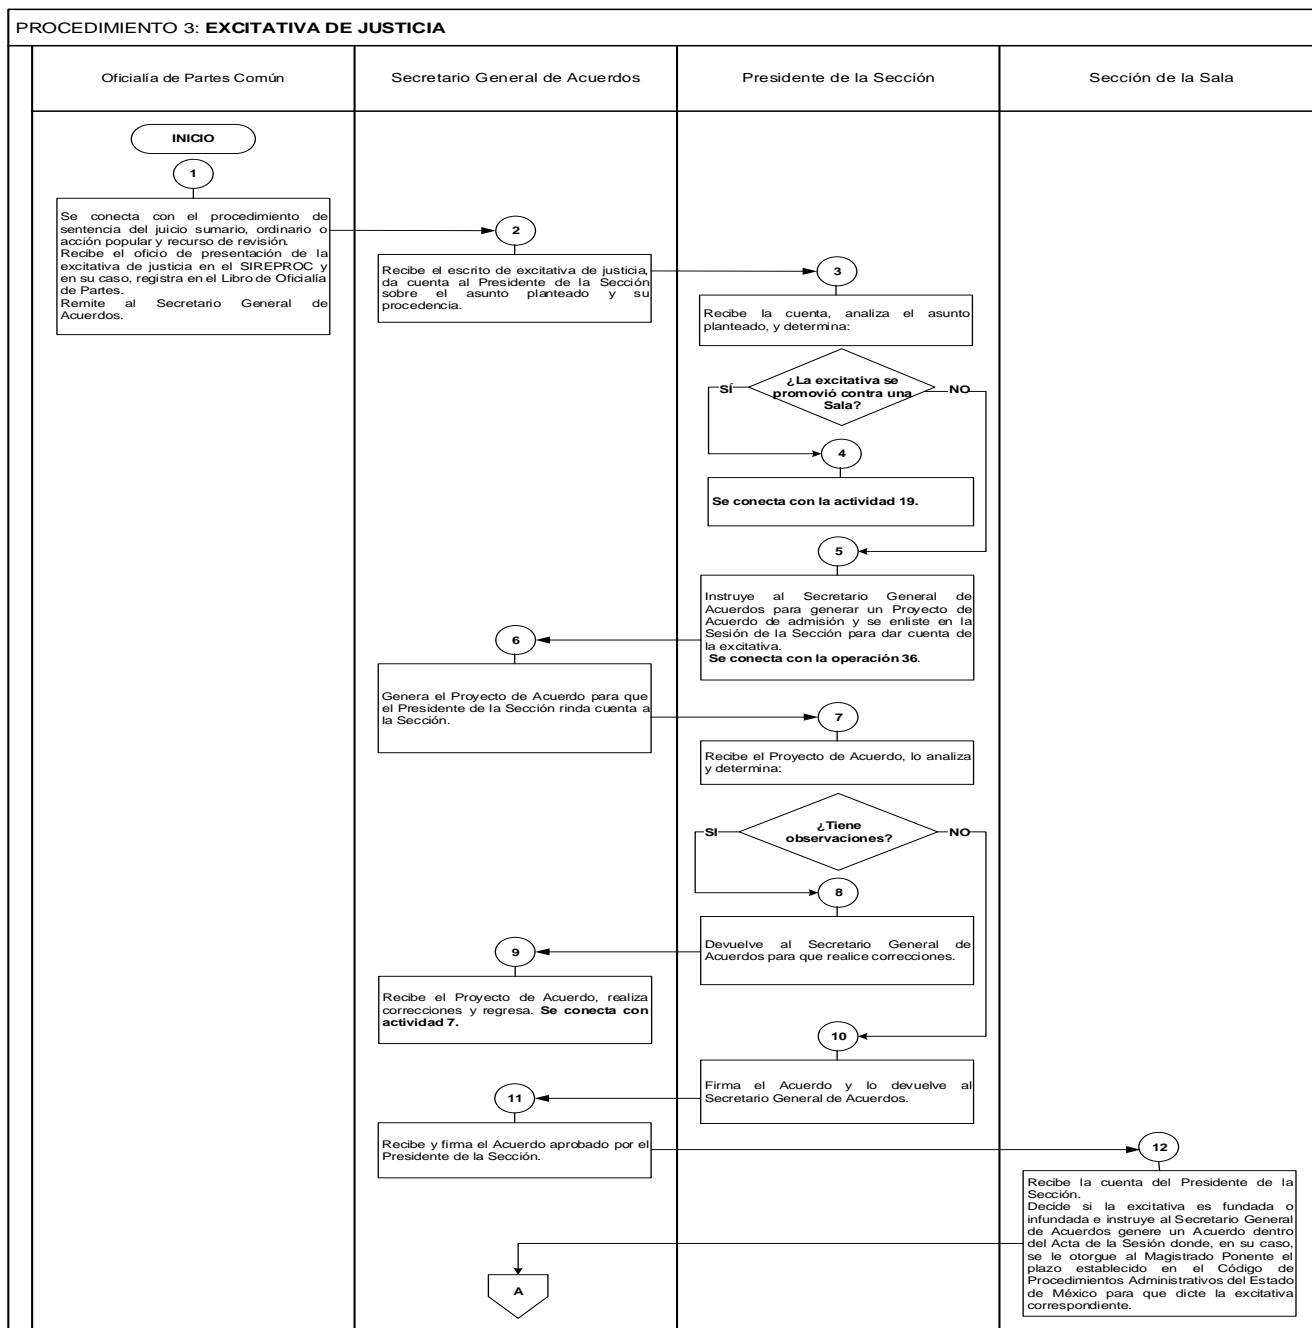 PROCEDIMIENTO 3: EXCITATIVA DE JUSTICIA
Oficialía de Partes Común
Secretario General de Acuerdos
Presidente de la Sección
Sección de la Sala
INICIO
1
Se conecta con el procedimiento de
sentencia del juicio sumario, ordinario o
acción popular y recurso de revisión.
Recibe el oficio de presentación de la
excitativa de justicia en el SIREPROC y
en su caso, registra en el Libro de Oficialía
de Partes.
Remite al Secretario General de
Acuerdos.
2
Recibe el escrito de excitativa de justicia,
da cuenta al Presidente de la Sección
sobre el asunto planteado y su
procedencia.
3
Recibe la cuenta, analiza el asunto
planteado, y determina:
¿La excitativa se
promovió contra una
Sala?
SÍ
NO
4
Se conecta con la actividad 19.
5
Instruye al Secretario General de
Acuerdos para generar un Proyecto de
Acuerdo de admisión y se enliste en la
Sesión de la Sección para dar cuenta de
la excitativa.
Se conecta con la operación 36.
6
Genera el Proyecto de Acuerdo para que
el Presidente de la Sección rinda cuenta a
la Sección.
7
Recibe el Proyecto de Acuerdo, lo analiza
y determina:
¿Tiene
observaciones?
SI
NO
8
Devuelve al Secretario General de
Acuerdos para que realice correcciones.
9
Recibe el Proyecto de Acuerdo, realiza
correcciones y regresa. Se conecta con
actividad 7.
10
Firma el Acuerdo y lo devuelve al
Secretario General de Acuerdos.
11
Recibe y firma el Acuerdo aprobado por el
Presidente de la Sección.
12
Recibe la cuenta del Presidente de la
Sección.
Decide si la excitativa es fundada o
infundada e instruye al Secretario General
de Acuerdos genere un Acuerdo dentro
del Acta de la Sesión donde, en su caso,
se le otorgue al Magistrado Ponente el
plazo establecido en el Código de
Procedimientos Administrativos del Estado
de México para que dicte la excitativa
correspondiente.
A